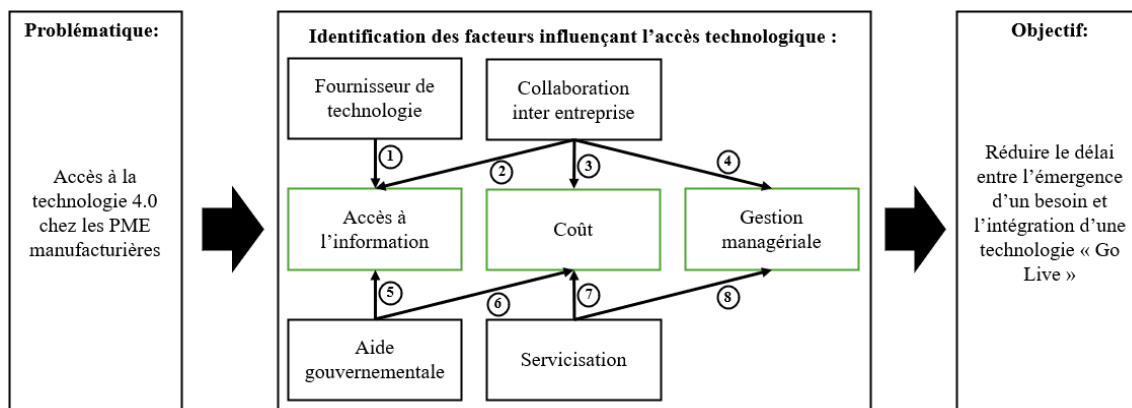 Problématique:
Accès à la
technologie 4.0
chez les PME
manufacturières
Identification des facteurs influençant l’accès technologique :
Fournisseur de
technologie
Collaboration
inter entreprise
1
2
3
4
Accès à
l’information
Coût
Gestion
managériale
5
6
7
8
Aide
gouvernementale
Servicisation
Objectif:
Réduire le délai
entre l’émergence
d’un besoin et
l’intégration d’une
technologie « Go
Live »